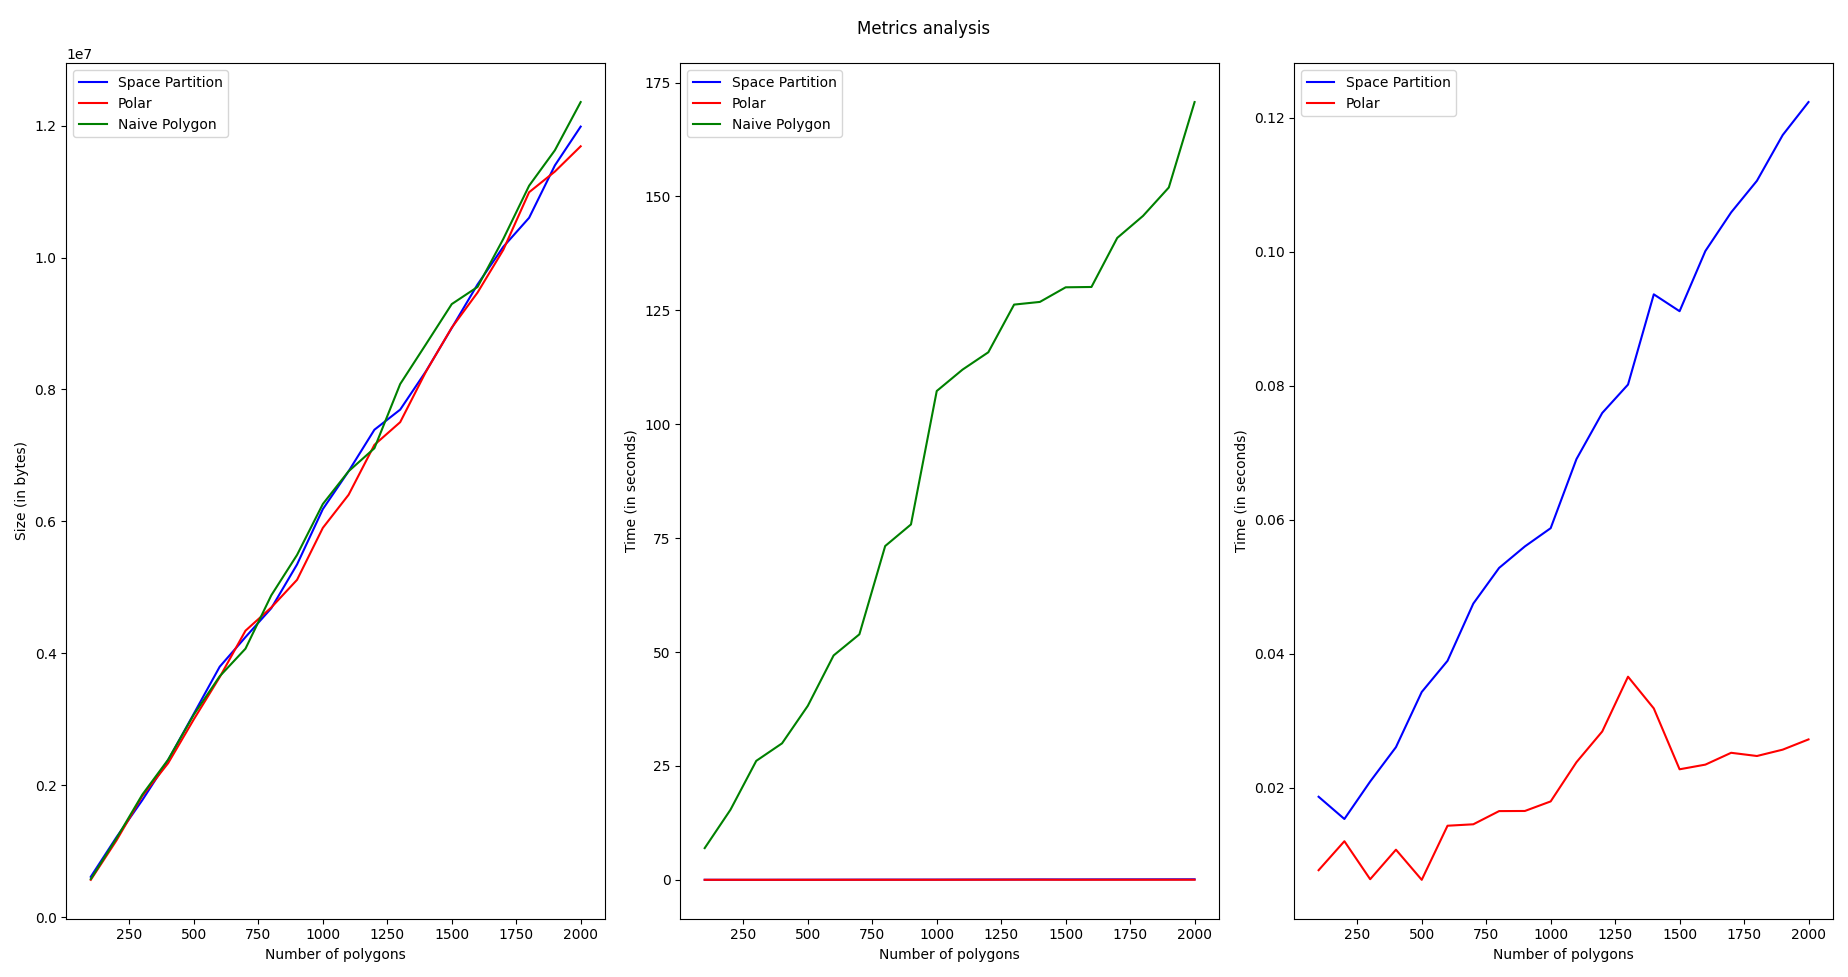 Metrics analysis
1e7
Space Partition
Polar
Naive Polygon
1.2
1.0
0.8
0.6
0.4
0.2
0.0
Size (in bytes)
250 500 750 1000 1250 1500 1750 2000
Number of polygons
Space Partition
Polar
Naive Polygon
175
150
125
100
75
50
25
0
Time (in seconds)
250 500 750 1000 1250 1500 1750 2000
Number of polygons
Space Partition
Polar
0.12
0.10
0.08
0.06
0.04
0.02
Time (in seconds)
250 500 750 1000 1250 1500 1750 2000
Number of polygons